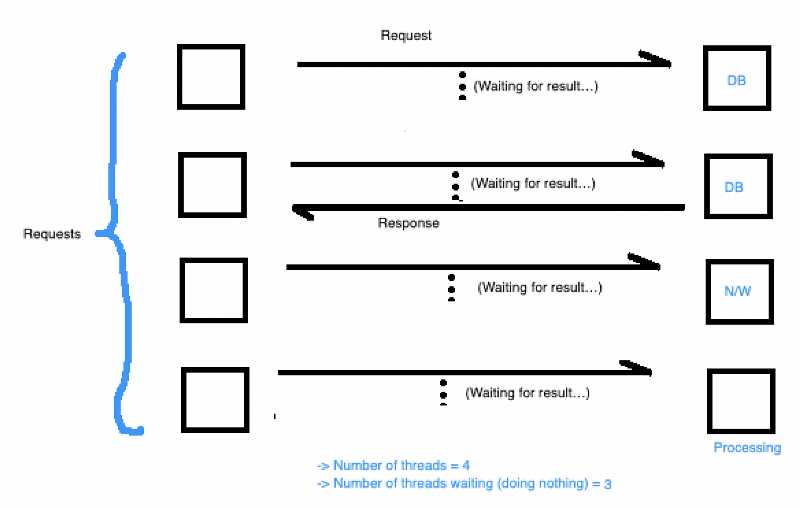 Request
(Waiting for result...)
DB
(Waiting for result...)
DB
Response
Requests
(Waiting for result...)
N/W
(Waiting for result...)
Processing
-> Number of threads = 4
-> Number of threads waiting (doing nothing) = 3